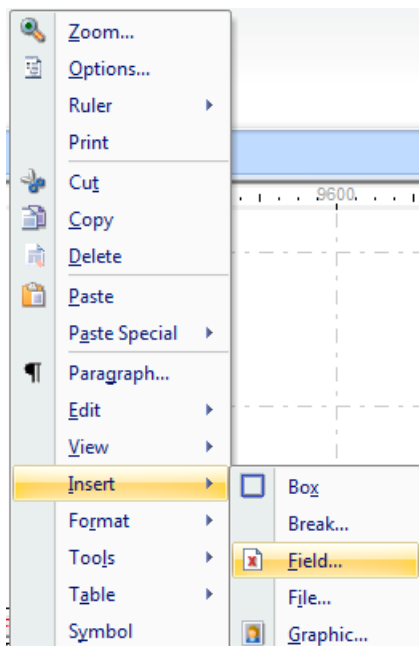 Zoom...
Options...
Ruler
Print
Cut
9600
Copy
Delete
Paste
Paste Special
Paragraph...
Edit
View
Insert
Box
Format
Break...
Tools
Field...
Table
File...
Symbol
Graphic...